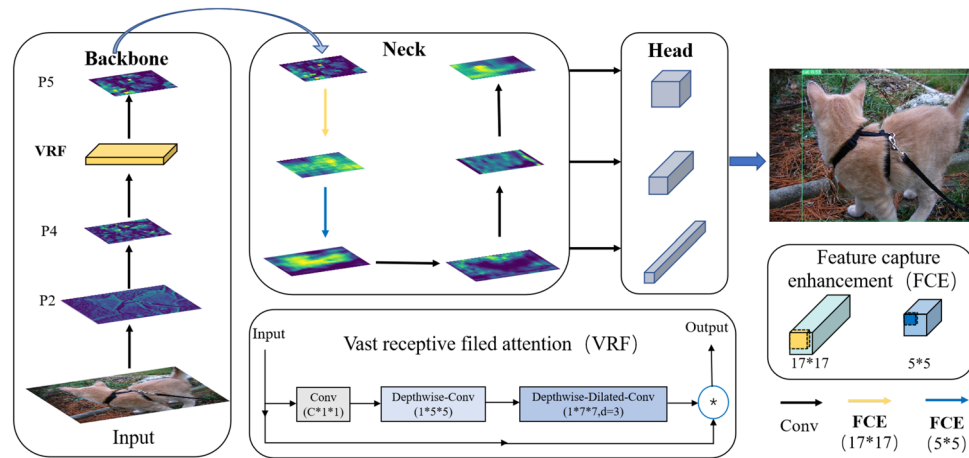 Backbone
P5
VRF
P4
P2
Input
Neck
Head
Input
Output
Vast receptive filed attention（VRF）
Conv
(C*1*1)
Depthwise-Conv
(1*5*5)
Depthwise-Dilated-Conv
(1*7*7,d=3)
*
Feature capture
enhancement（FCE）
17*17
5*5
Conv
FCE
(17*17)
FCE
(5*5)